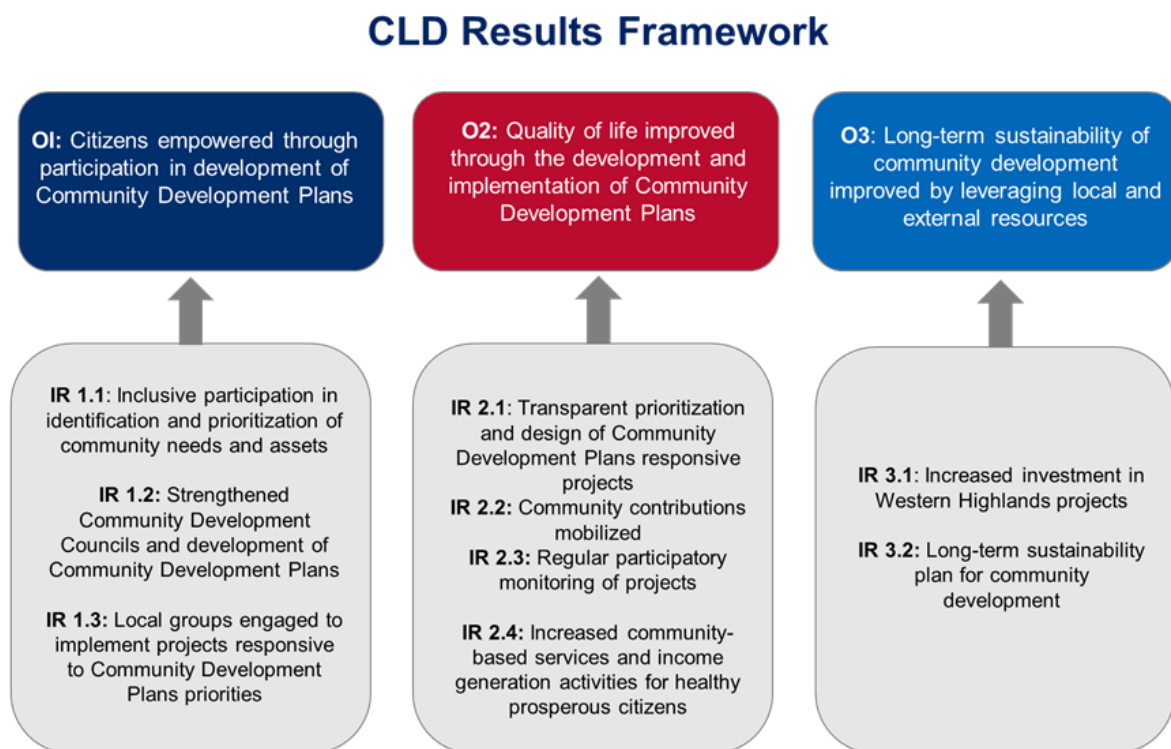 CLD Results Framework
OI: Citizens empowered through
participation in development of
Community Development Plans
O2: Quality of life improved
through the development and
implementation of Community
Development Plans
O3: Long-term sustainability of
community development
improved by leveraging local and
external resources
IR 1.1: Inclusive participation in
identification and prioritization of
community needs and assets
IR 1.2: Strengthened
Community Development
Councils and development of
Community Development Plans
IR 1.3: Local groups engaged to
implement projects responsive
to Community Development
Plans priorities
IR 2.1: Transparent prioritization
and design of Community
Development Plans responsive
projects
IR 2.2: Community contributions
mobilized
IR 2.3: Regular participatory
monitoring of projects
IR 2.4: Increased community-
based services and income
generation activities for healthy
prosperous citizens
IR 3.1: Increased investment in
Western Highlands projects
IR 3.2: Long-term sustainability
plan for community
development